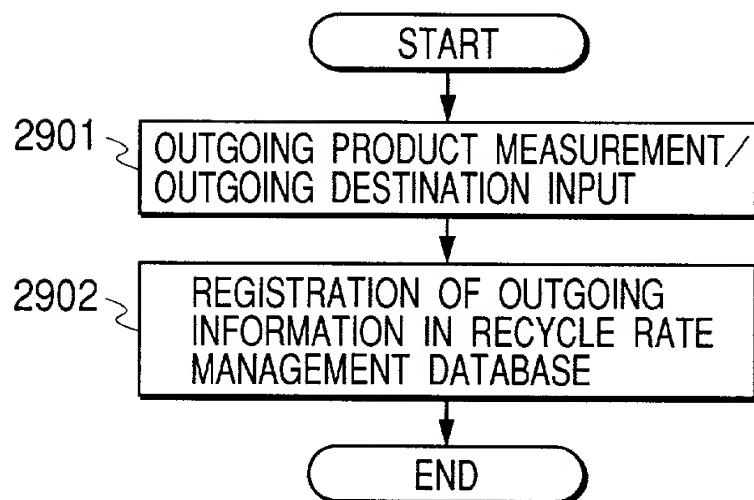 START
2901
OUTGOING PRODUCT MEASUREMENT/
OUTGOING DESTINATION INPUT
2902
REGISTRATION OF OUTGOING
INFORMATION IN RECYCLE RATE
MANAGEMENT DATABASE
END